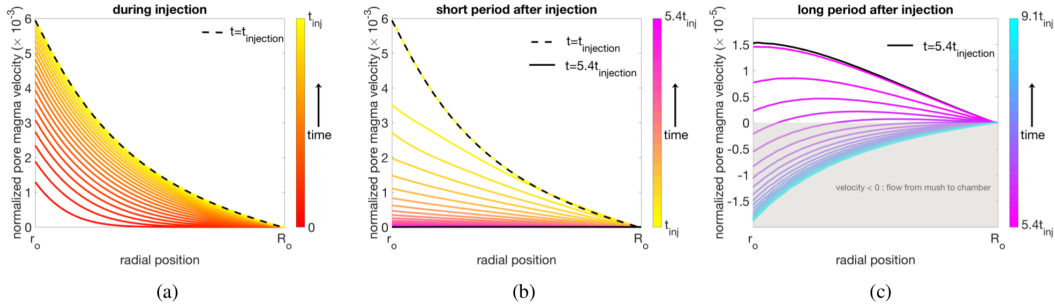 during injection
normalized pore magma velocity (× 10⁻³)
6
5
4
3
2
1
0
r_o
R_o
radial position
t=t_injection
t_inj
time
0
(a)
short period after injection
normalized pore magma velocity (× 10⁻³)
6
5
4
3
2
1
0
r_o
R_o
radial position
t=t_injection
t=5.4t_injection
5.4t_inj
time
t_inj
(b)
long period after injection
normalized pore magma velocity (× 10⁻⁵)
1.5
1
0.5
0
-0.5
-1
-1.5
r_o
R_o
radial position
t=5.4t_injection
velocity < 0 : flow from mush to chamber
9.1t_inj
time
5.4t_inj
(c)